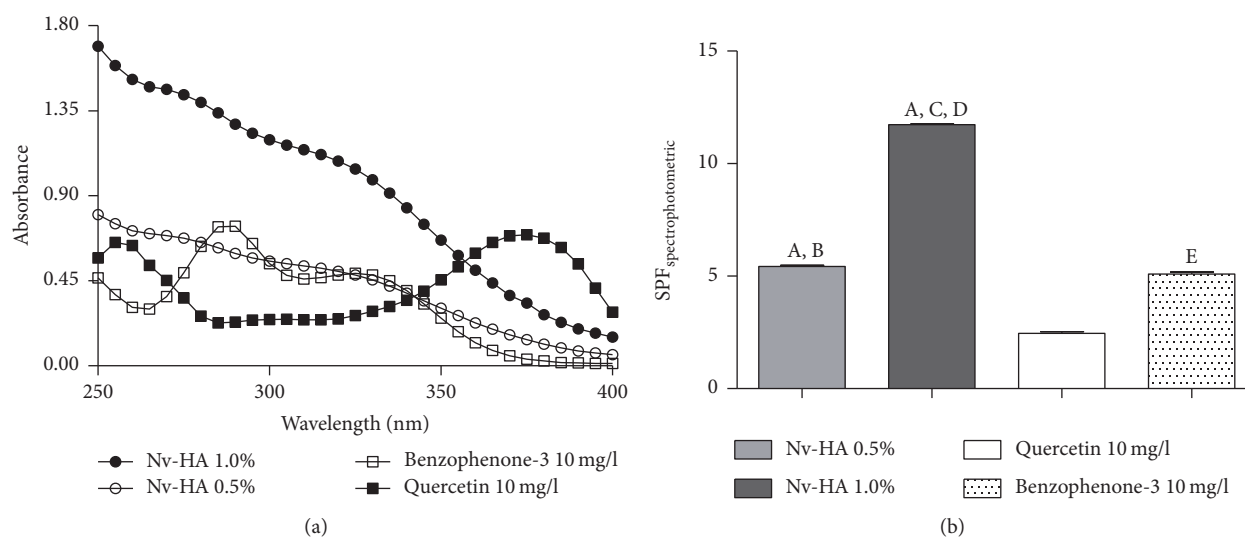 1.80
1.35
0.90
0.45
0.00
Absorbance
250
300
350
400
Wavelength (nm)
Nv-HA 1.0%
Nv-HA 0.5%
Benzophenone-3 10 mg/l
Quercetin 10 mg/l
(a)
15
10
5
0
SPFspectrophotometric
A, B
A, C, D
E
Nv-HA 0.5%
Nv-HA 1.0%
Quercetin 10 mg/l
Benzophenone-3 10 mg/l
(b)